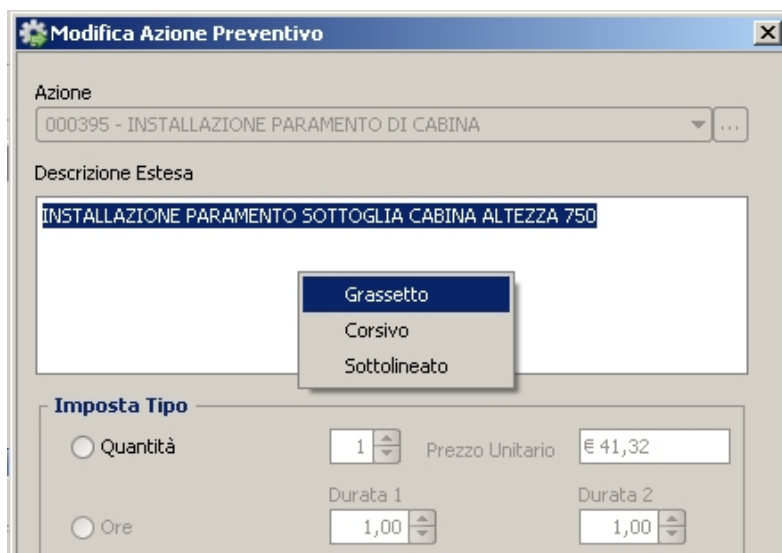 Modifica Azione Preventivo
Azione
000395 - INSTALLAZIONE PARAMENTO DI CABINA
...
Descrizione Estesa
INSTALLAZIONE PARAMENTO SOTTOGLIA CABINA ALTEZZA 750
Grassetto
Corsivo
Sottolineato
Imposta Tipo
Quantità 1 Prezzo Unitario € 41,32
Durata 1 Durata 2
Ore 1,00 1,00